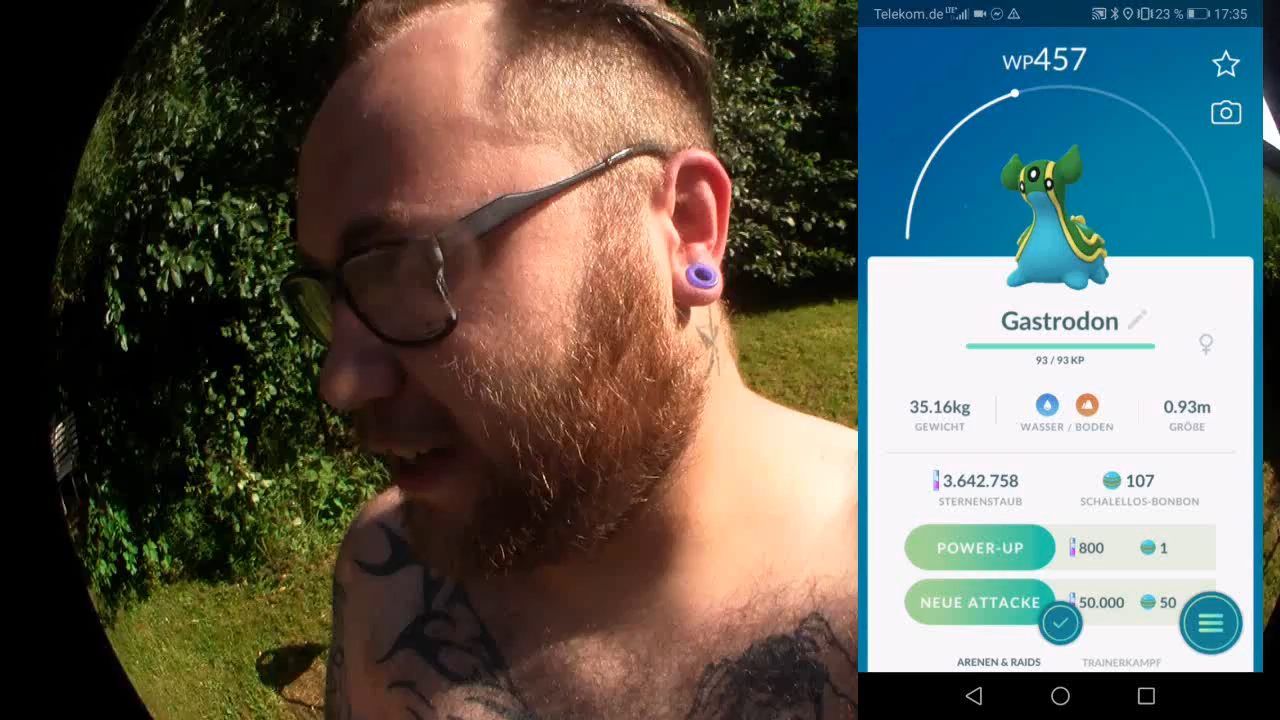 Telekom.de LTE 23 % 17:35
WP457
Gastrodon
93 / 93 KP
35.16kg
GEWICHT
WASSER / BODEN
0.93m
GRÖßE
3.642.758
STERNENSTAUB
107
SCHALELLOS-BONBON
POWER-UP 800 1
NEUE ATTACKE 50.000 50
ARENEN & RAIDS TRAINERKAMPF